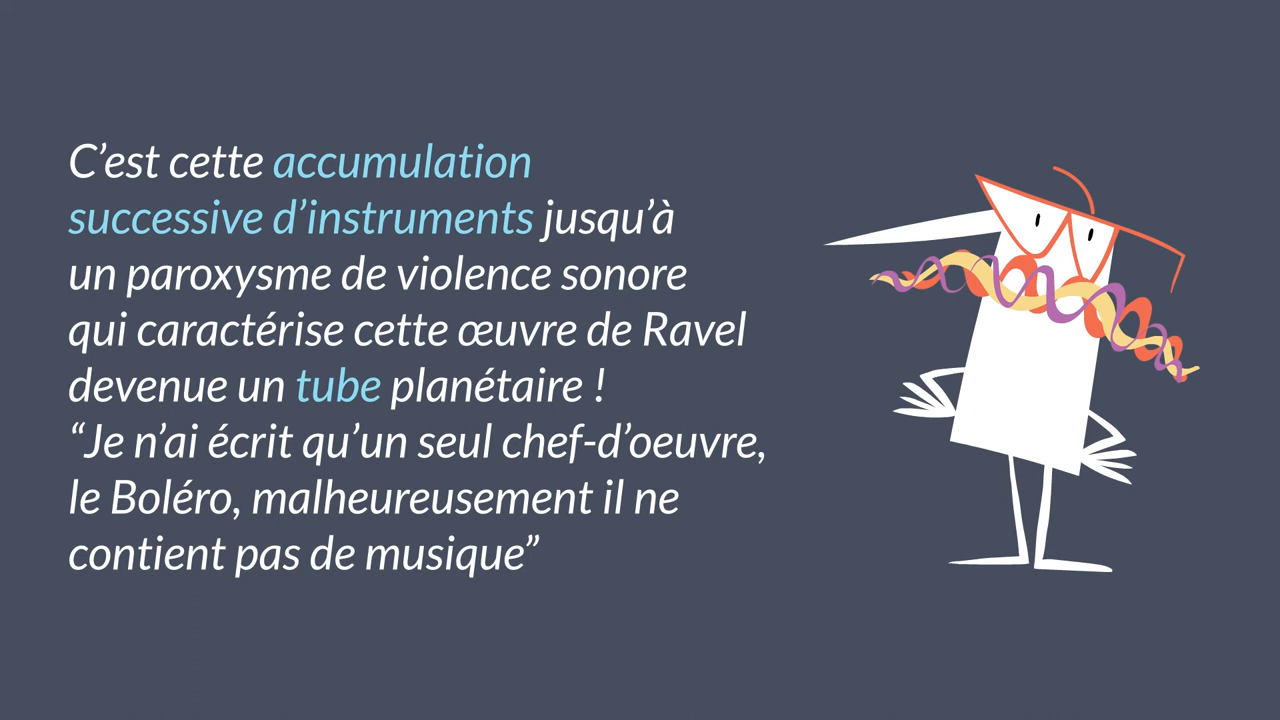 C’est cette accumulation
successive d’instruments jusqu’à
un paroxysme de violence sonore
qui caractérise cette œuvre de Ravel
devenue un tube planétaire !
“Je n’ai écrit qu’un seul chef-d’oeuvre,
le Boléro, malheureusement il ne
contient pas de musique”